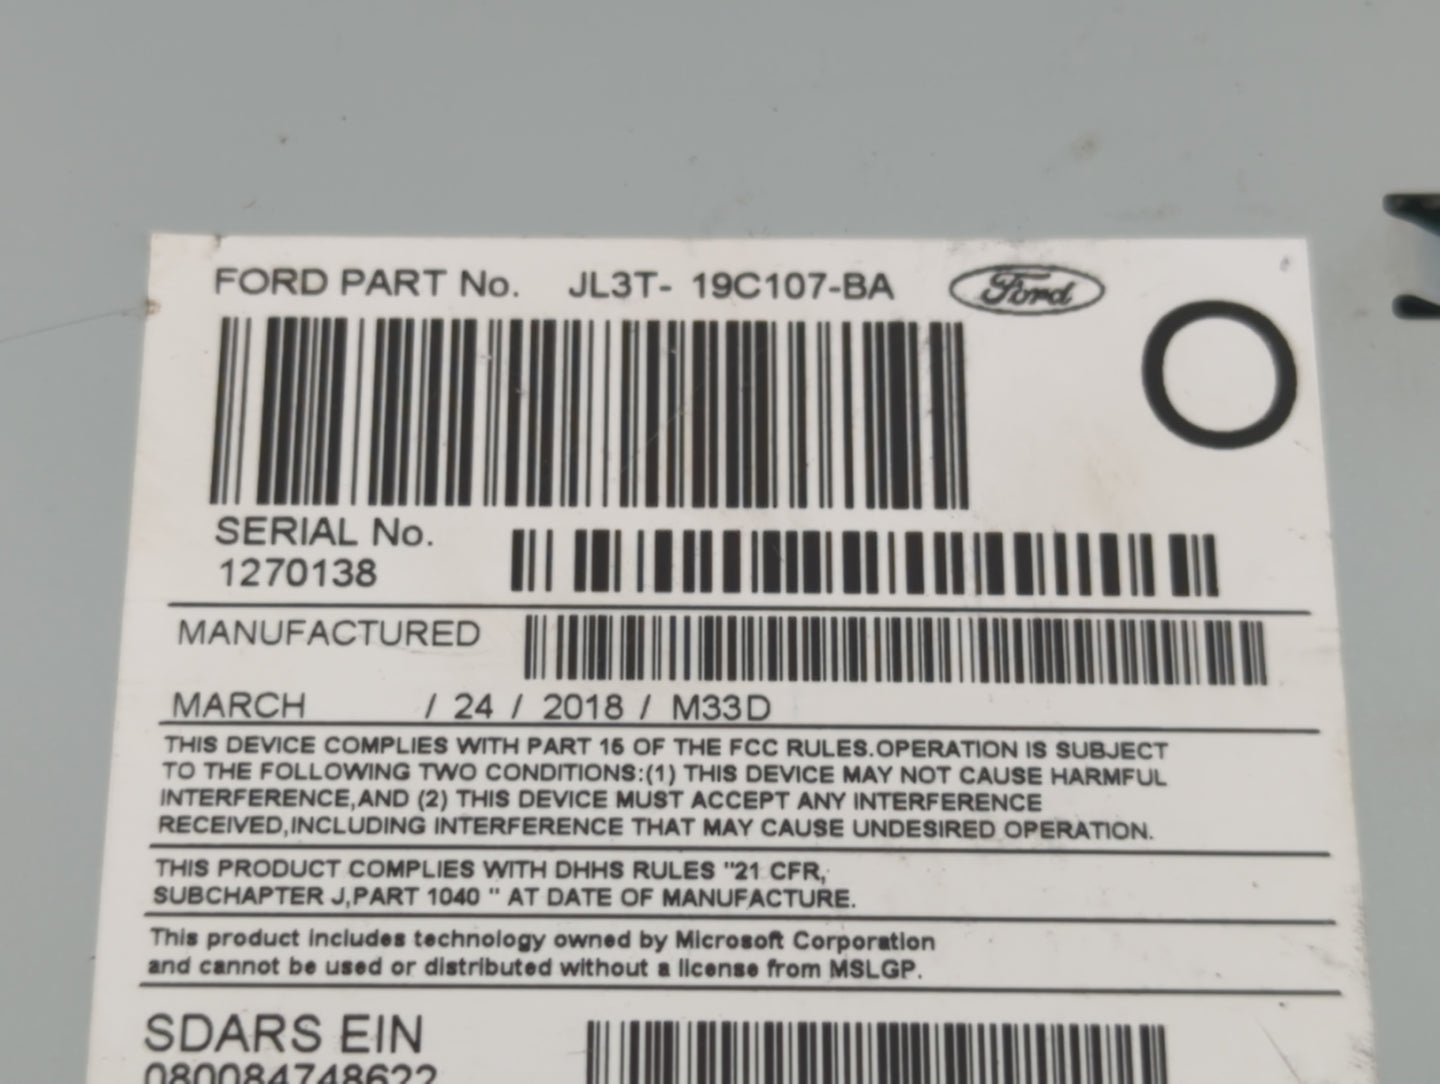 FORD PART No. JL3T- 19C107-BA Ford
SERIAL No.
1270138
MANUFACTURED
MARCH / 24 / 2018 / M33D
THIS DEVICE COMPLIES WITH PART 15 OF THE FCC RULES.OPERATION IS SUBJECT
TO THE FOLLOWING TWO CONDITIONS:(1) THIS DEVICE MAY NOT CAUSE HARMFUL
INTERFERENCE,AND (2) THIS DEVICE MUST ACCEPT ANY INTERFERENCE
RECEIVED,INCLUDING INTERFERENCE THAT MAY CAUSE UNDESIRED OPERATION.
THIS PRODUCT COMPLIES WITH DHHS RULES "21 CFR,
SUBCHAPTER J,PART 1040 " AT DATE OF MANUFACTURE.
This product includes technology owned by Microsoft Corporation
and cannot be used or distributed without a license from MSLGP.
SDARS EIN
080084748622